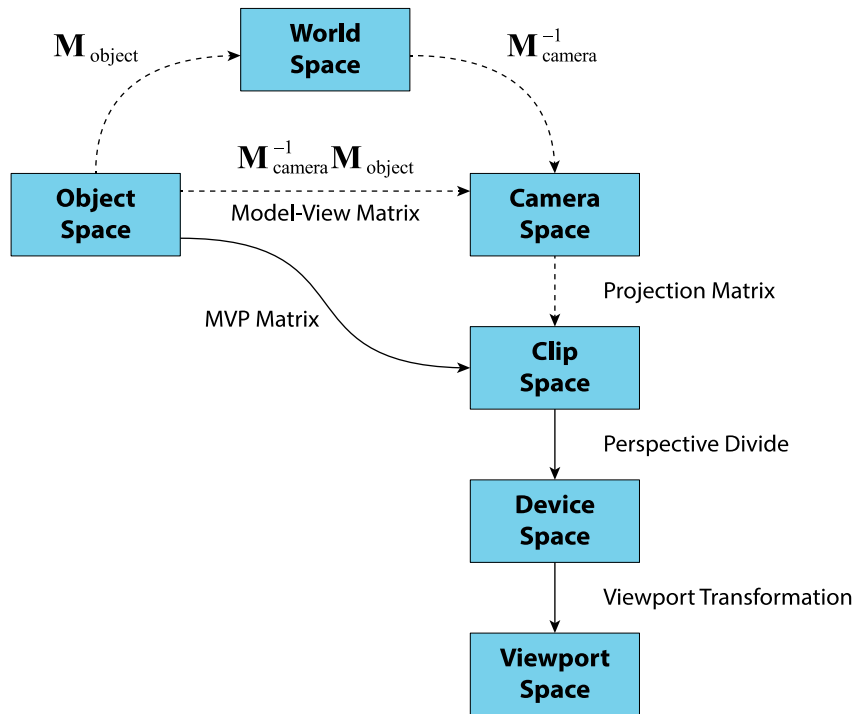 M object
World
Space
M⁻¹ camera
M⁻¹ camera M object
Object
Space
Model-View Matrix
Camera
Space
MVP Matrix
Projection Matrix
Clip
Space
Perspective Divide
Device
Space
Viewport Transformation
Viewport
Space